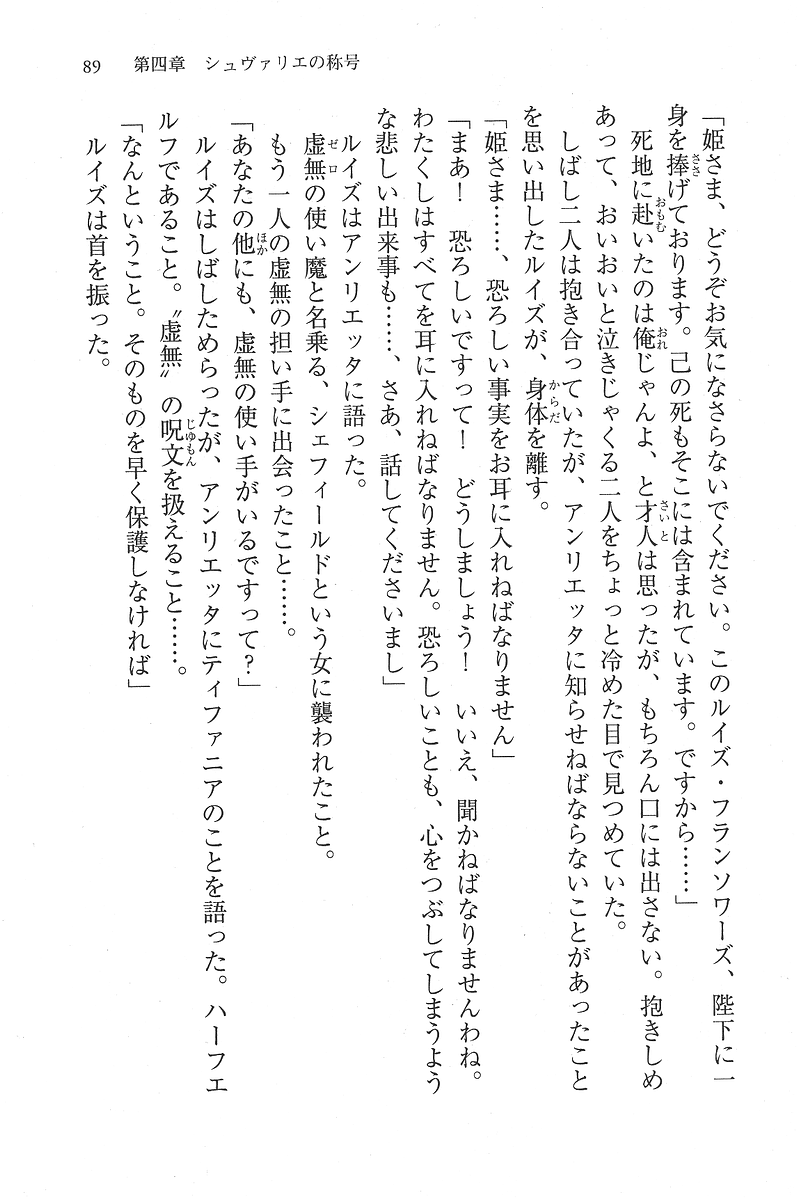 89　第四章　シュヴァリエの称号
「姫さま、どうぞお気になさらないでください。このルイズ・フランソワーズ、陛下に一
身を捧げております。己の死もそこには含まれています。ですから……」
死地に赴いたのは俺じゃんよ、と才人は思ったが、もちろん口には出さない。抱きしめ
あって、おいおいと泣きじゃくる二人をちょっと冷めた目で見つめていた。
しばし二人は抱き合っていたが、アンリエッタに知らせねばならないことがあったこと
を思い出したルイズが、身体を離す。
「姫さま……、恐ろしい事実をお耳に入れねばなりません」
「まあ！　恐ろしいですって！　どうしましょう！　いいえ、聞かねばなりませんわね。
わたくしはすべてを耳に入れねばなりません。恐ろしいことも、心をつぶしてしまうよう
な悲しい出来事も……、さあ、話してくださいまし」
ルイズはアンリエッタに語った。
虚無の使い魔と名乗る、シェフィールドという女に襲われたこと。
もう一人の虚無の担い手に出会ったこと……。
「あなたの他にも、虚無の使い手がいるですって？」
ルイズはしばしためらったが、アンリエッタにティファニアのことを語った。ハーフエ
ルフであること。〝虚無〟の呪文を扱えること……。
「なんということ。そのものを早く保護しなければ」
ルイズは首を振った。